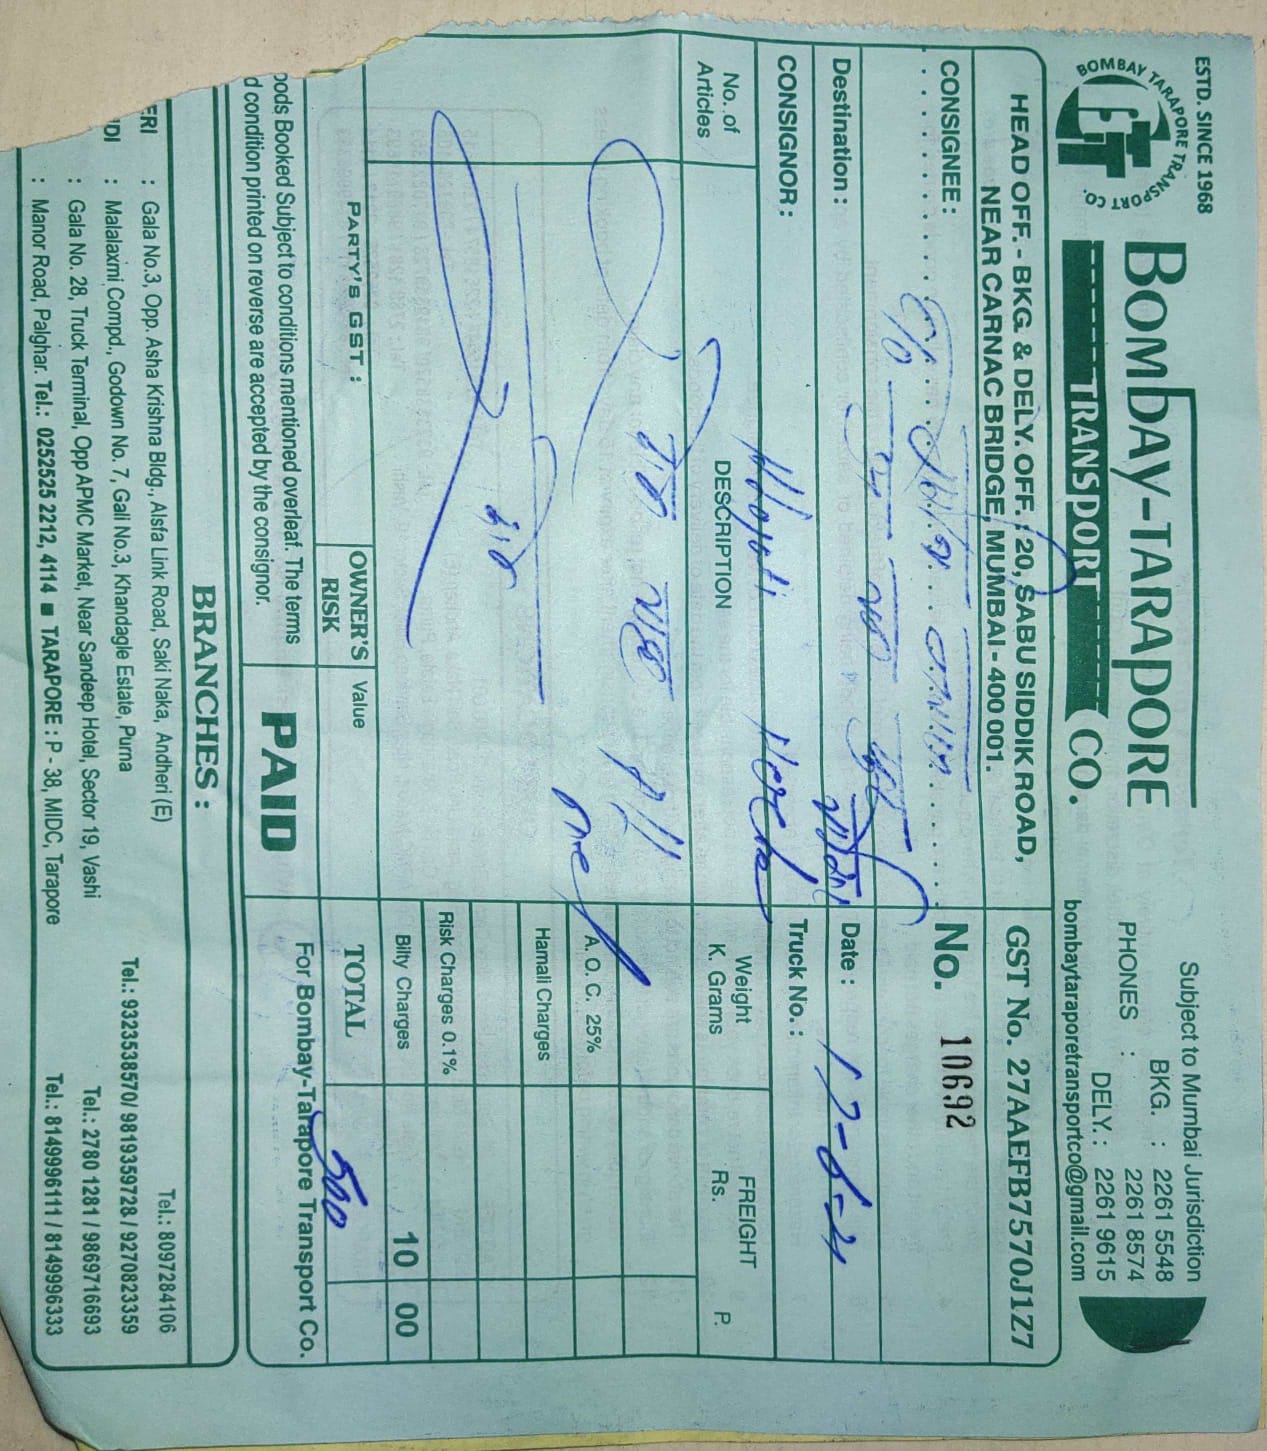 ESTD. SINCE 1968
BOMBAY TARAPORE TRANSPORT CO.
BOMBAY-TARAPORE
TRANSPORT CO.
Subject to Mumbai Jurisdiction
PHONES : BKG. : 2261 5548
2261 8574
DELY. : 2261 9615
bombaytaraporetransportco@gmail.com
HEAD OFF. - BKG. & DELY. OFF. : 20, SABU SIDDIK ROAD,
NEAR CARNAC BRIDGE, MUMBAI - 400 001.
GST No. 27AAEFB7570J1Z7
CONSIGNEE :
No. 10692
Destination :
Date : 17-6-21
CONSIGNOR :
Truck No. :
No. of Articles
DESCRIPTION
Weight K. Grams
FREIGHT Rs. P.
A. O. C. 25%
Hamali Charges
Risk Charges 0.1%
Bilty Charges 10 00
PARTY'S GST :
OWNER'S RISK
Value
TOTAL 500
oods Booked Subject to conditions mentioned overleaf. The terms
d condition printed on reverse are accepted by the consignor.
PAID
For Bombay-Tarapore Transport Co.
BRANCHES :
ERI : Gala No.3, Opp. Asha Krishna Bldg., Alsfa Link Road, Saki Naka, Andheri (E) Tel.: 8097284106
DI : Malalaxmi Compd., Godown No. 7, Gali No.3, Khandagle Estate, Purna Tel.: 9323538570/ 9819359728 / 9270823359
: Gala No. 28, Truck Terminal, Opp APMC Market, Near Sandeep Hotel, Sector 19, Vashi Tel.: 2780 1281 / 9869716693
: Manor Road, Palghar. Tel.: 0252525 2212, 4114 ■ TARAPORE : P - 38, MIDC, Tarapore Tel.: 8149996111 / 8149996333